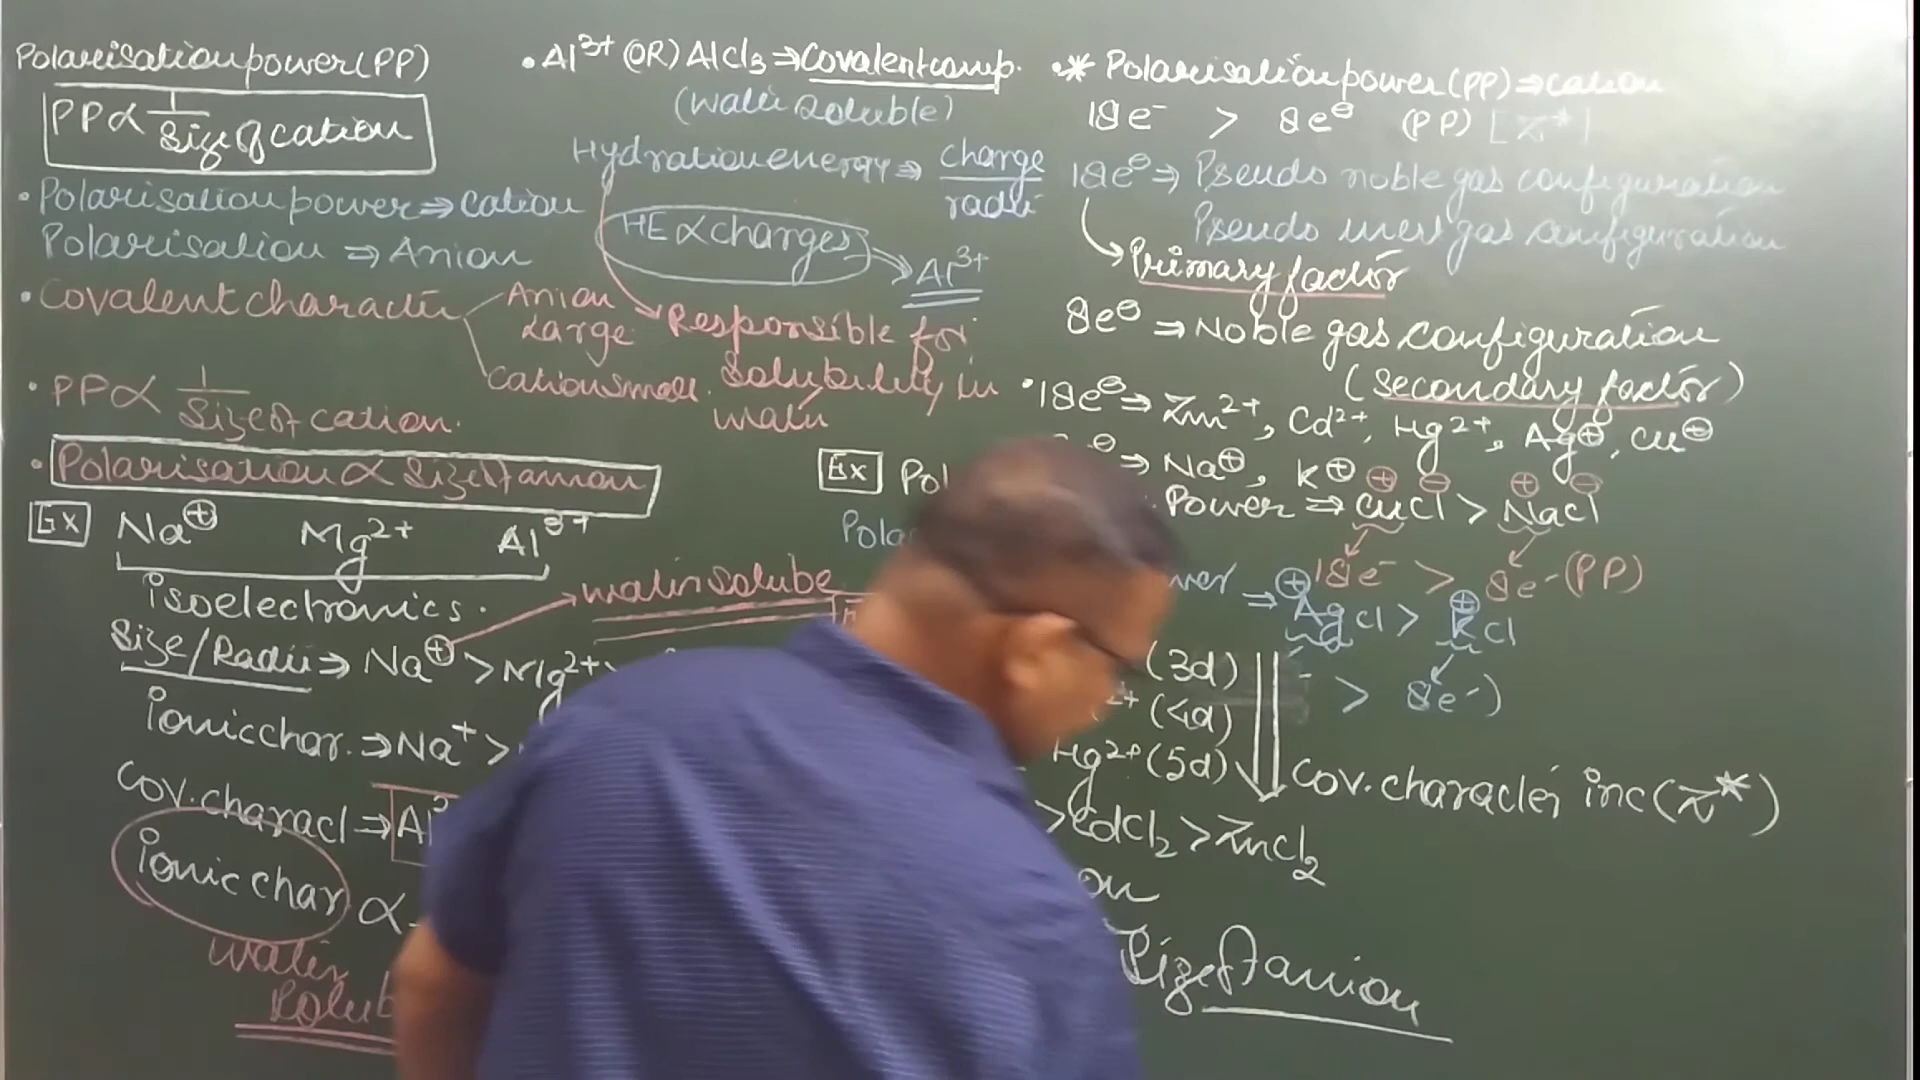 Polarisation power (PP)
PP ∝ 1/Size of cation
• Polarisation power ⇒ cation
Polarisation ⇒ Anion
• Covalent character
Anion Large
cation small.
• PP ∝ 1/Size of cation.
• Polarisation ∝ Size of anion
Ex Na⊕ Mg2+ Al3+
isoelectronics.
Size/Radii ⇒ Na⊕ > Mg2+
ionic char. ⇒ Na+ >
Cov. charact ⇒ Al
ionic char ∝
water
• Al3+ (OR) AlCl3 ⇒ Covalent comp.
(water soluble)
Hydration energy ⇒ charge/radii
HE ∝ charges ⇒ Al3+
Responsible for
Solubility in
water
water solube
Ex
* Polarisation power (PP) ⇒ cation
18e- > 8e⊖ (PP) [Z*]
18e⊖ ⇒ Pseudo noble gas configuration
Pseudo inert gas configuration
Primary factor
8e⊖ ⇒ Noble gas configuration
(Secondary factor)
• 18e⊖ ⇒ Zn2+, Cd2+, Hg2+, Ag⊕, Cu⊕
⊖ ⇒ Na⊕, K⊕
Power ⇒ CuCl > NaCl
⊕ ⊖ ⊕ ⊖
18e- > 8e- (PP)
⇒ AgCl > KCl
⊕ ⊕
> 8e-)
(3d)
2+ (4d)
Hg2+ (5d)
Cov. character inc (Z*)
> CdCl2 > ZnCl2
Size of anion